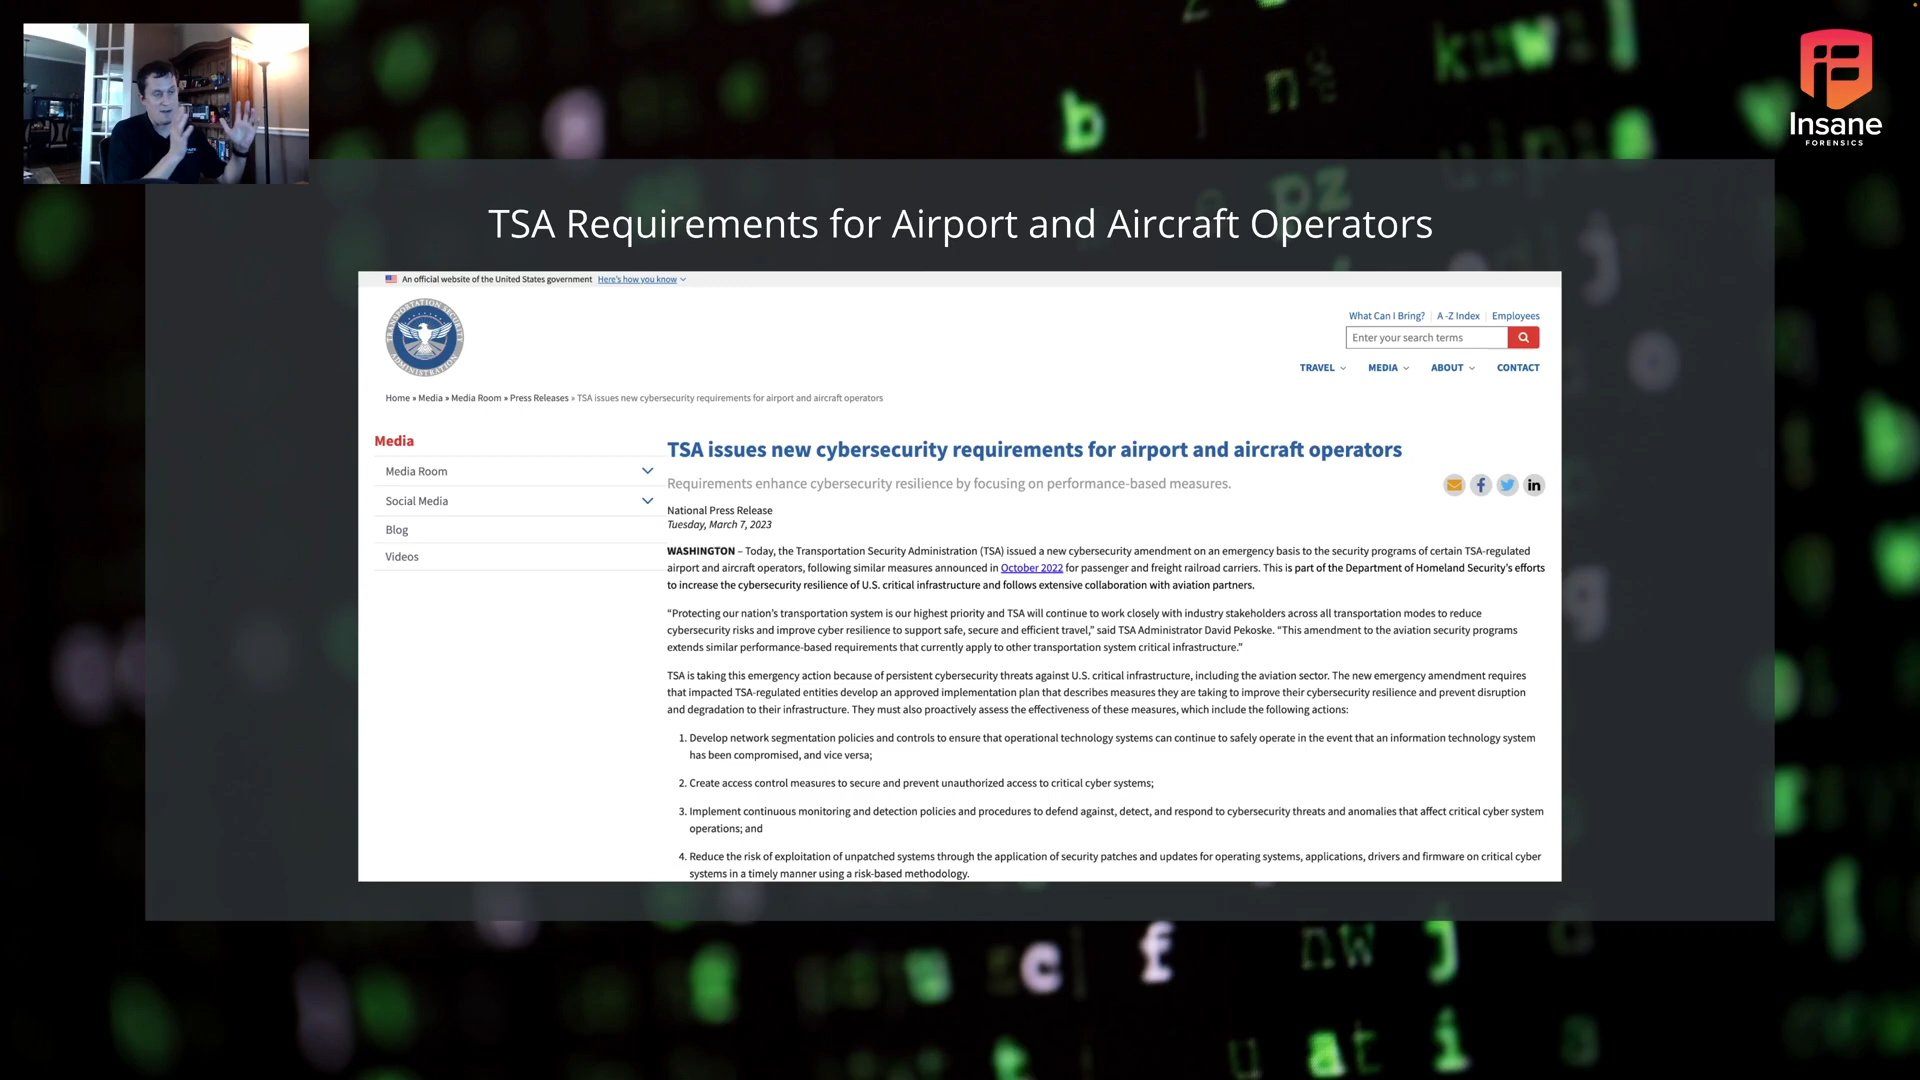 Insane
FORENSICS
TSA Requirements for Airport and Aircraft Operators
An official website of the United States government Here's how you know
TRANSPORTATION SECURITY ADMINISTRATION
What Can I Bring? | A-Z Index | Employees
Enter your search terms
TRAVEL MEDIA ABOUT CONTACT
Home » Media » Media Room » Press Releases » TSA issues new cybersecurity requirements for airport and aircraft operators
Media
Media Room
Social Media
Blog
Videos
TSA issues new cybersecurity requirements for airport and aircraft operators
Requirements enhance cybersecurity resilience by focusing on performance-based measures.
National Press Release
Tuesday, March 7, 2023
WASHINGTON – Today, the Transportation Security Administration (TSA) issued a new cybersecurity amendment on an emergency basis to the security programs of certain TSA-regulated
airport and aircraft operators, following similar measures announced in October 2022 for passenger and freight railroad carriers. This is part of the Department of Homeland Security's efforts
to increase the cybersecurity resilience of U.S. critical infrastructure and follows extensive collaboration with aviation partners.
“Protecting our nation's transportation system is our highest priority and TSA will continue to work closely with industry stakeholders across all transportation modes to reduce
cybersecurity risks and improve cyber resilience to support safe, secure and efficient travel,” said TSA Administrator David Pekoske. “This amendment to the aviation security programs
extends similar performance-based requirements that currently apply to other transportation system critical infrastructure.”
TSA is taking this emergency action because of persistent cybersecurity threats against U.S. critical infrastructure, including the aviation sector. The new emergency amendment requires
that impacted TSA-regulated entities develop an approved implementation plan that describes measures they are taking to improve their cybersecurity resilience and prevent disruption
and degradation to their infrastructure. They must also proactively assess the effectiveness of these measures, which include the following actions:
1. Develop network segmentation policies and controls to ensure that operational technology systems can continue to safely operate in the event that an information technology system
has been compromised, and vice versa;
2. Create access control measures to secure and prevent unauthorized access to critical cyber systems;
3. Implement continuous monitoring and detection policies and procedures to defend against, detect, and respond to cybersecurity threats and anomalies that affect critical cyber system
operations; and
4. Reduce the risk of exploitation of unpatched systems through the application of security patches and updates for operating systems, applications, drivers and firmware on critical cyber
systems in a timely manner using a risk-based methodology.